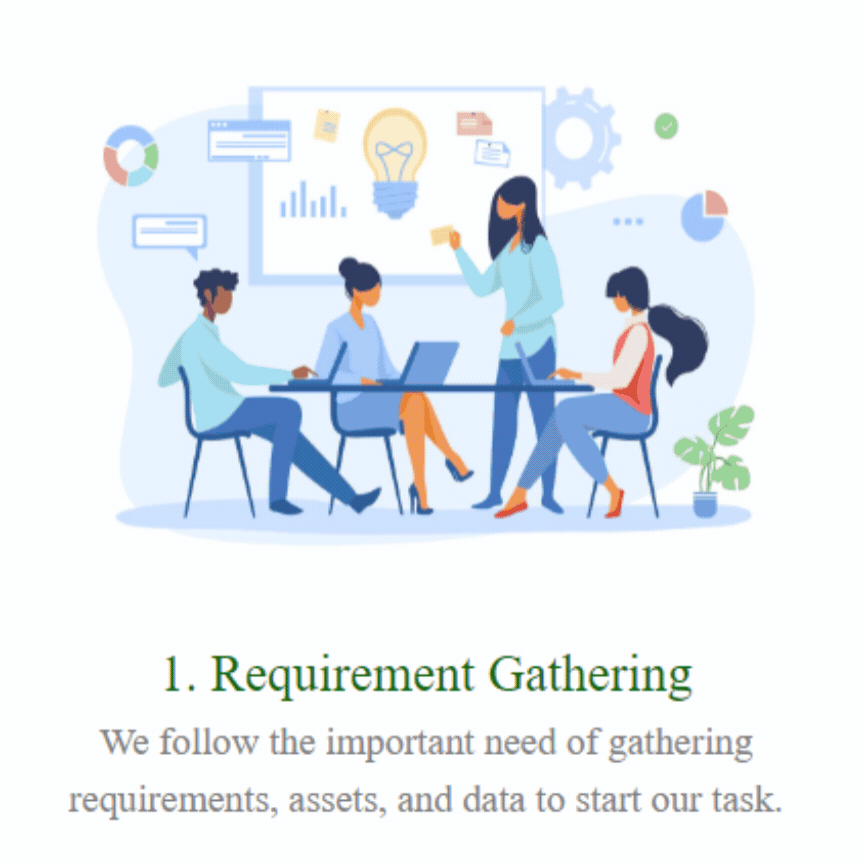 1. Requirement Gathering
We follow the important need of gathering
requirements, assets, and data to start our task.